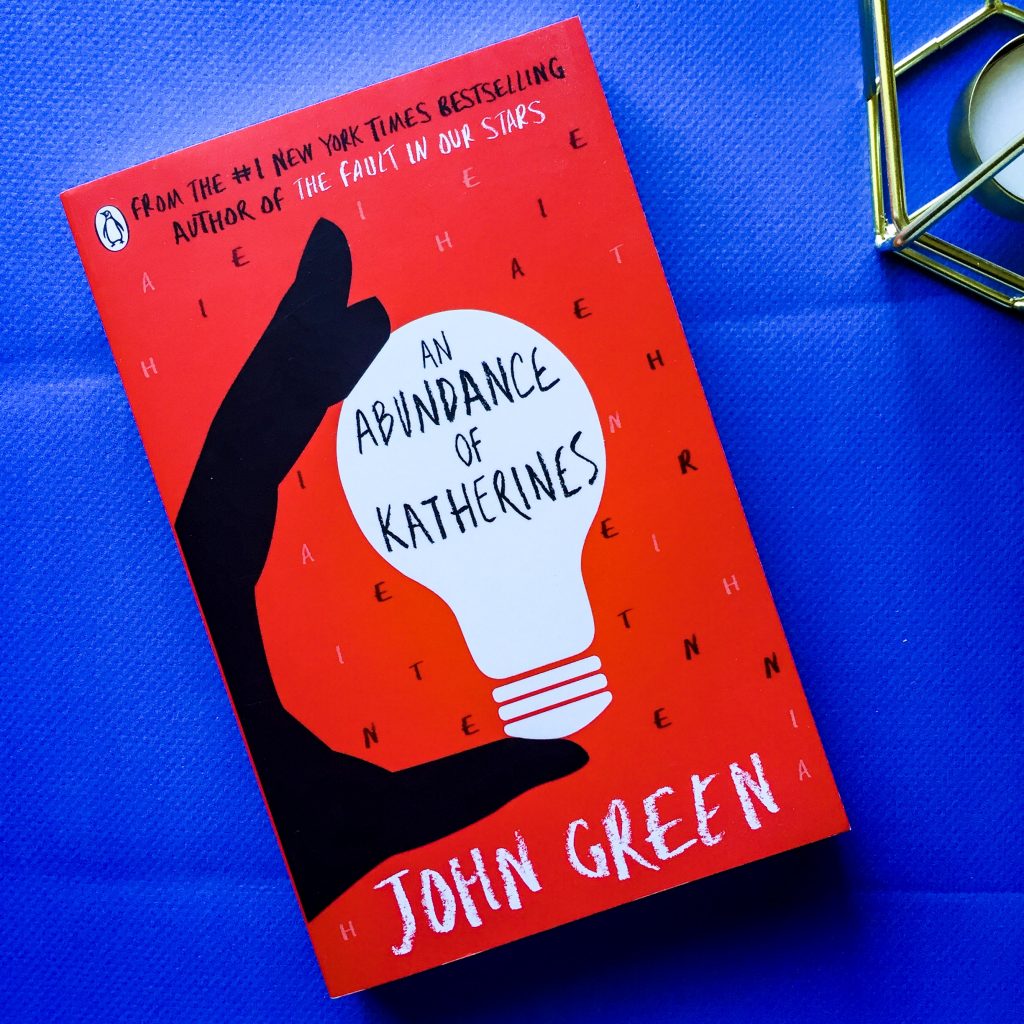 FROM THE #1 NEW YORK TIMES BESTSELLING
AUTHOR OF THE FAULT IN OUR STARS
E
E
I
I
E
H
T
A
A
I
E
H
H
N
I
R
A
E
I
E
H
I
T
T
N
N
N
E
E
I
A
H
AN
ABUNDANCE
OF
KATHERINES
JOHN GREEN